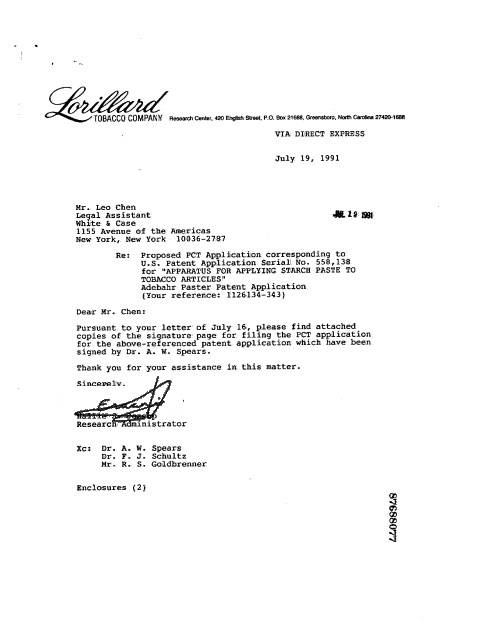 Lorillard
TOBACCO COMPANY Research Center, 420 English Street, P.O. Box 21688, Greensboro, North Carolina 27420-1688
VIA DIRECT EXPRESS
July 19, 1991
Mr. Leo Chen
Legal Assistant JUL 19 1991
White & Case
1155 Avenue of the Americas
New York, New York 10036-2787
Re: Proposed PCT Application corresponding to
U.S. Patent Application Serial No. 558,138
for "APPARATUS FOR APPLYING STARCH PASTE TO
TOBACCO ARTICLES"
Adebahr Paster Patent Application
(Your reference: 1126134-343)
Dear Mr. Chen:
Pursuant to your letter of July 16, please find attached
copies of the signature page for filing the PCT application
for the above-referenced patent application which have been
signed by Dr. A. W. Spears.
Thank you for your assistance in this matter.
Sincerely,
Research Administrator
Xc: Dr. A. W. Spears
Dr. F. J. Schultz
Mr. R. S. Goldbrenner
Enclosures (2)
87688077